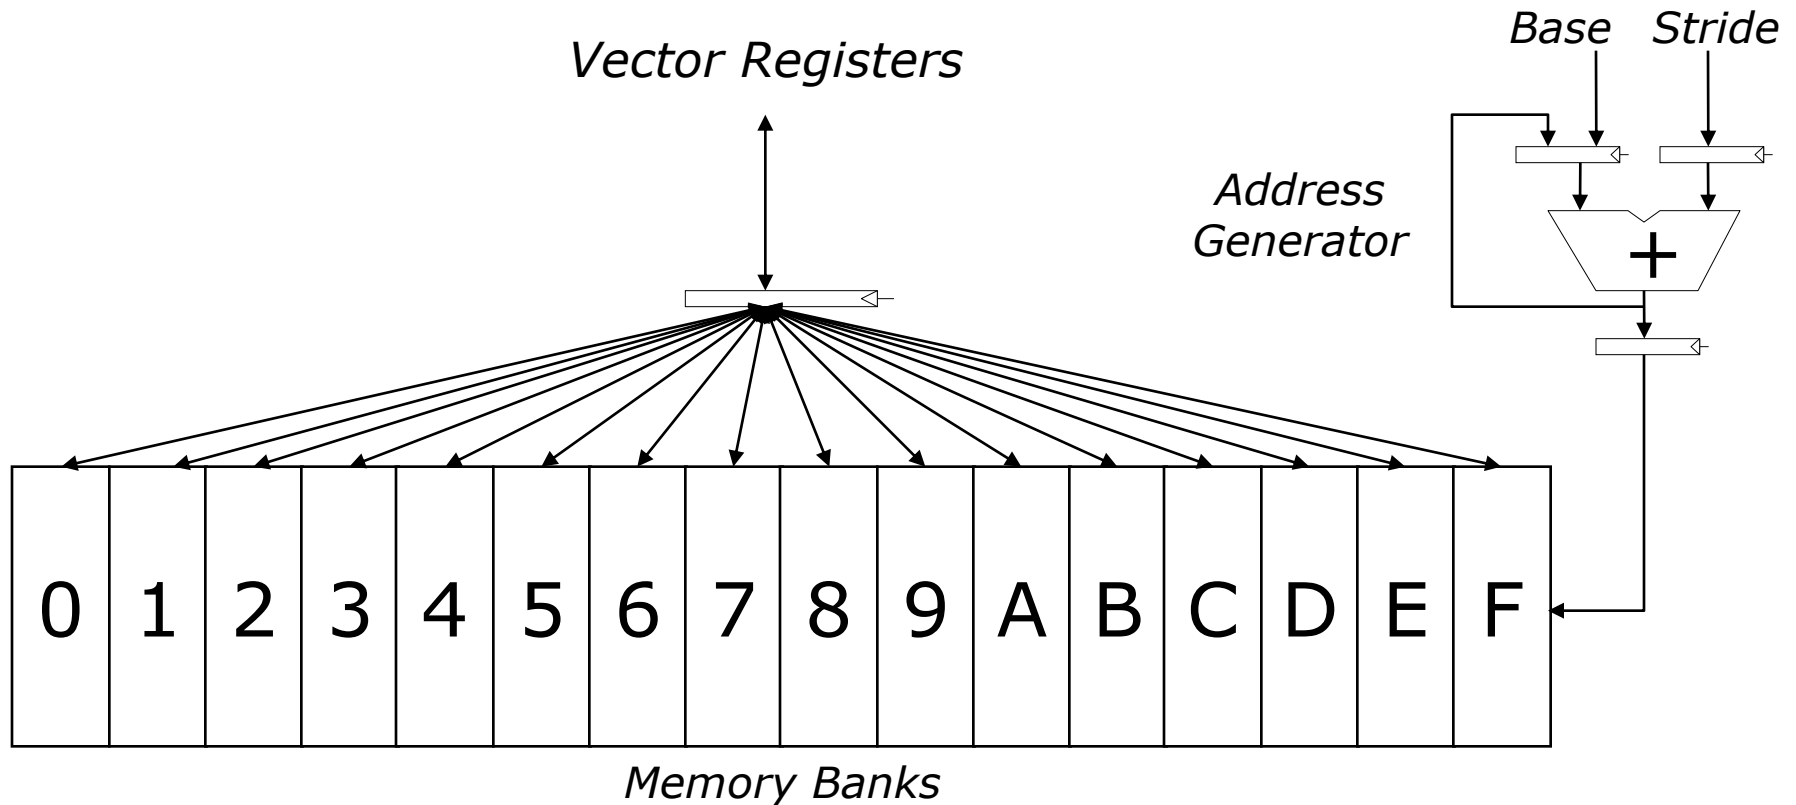 Base Stride
Vector Registers
Address
Generator
+
0 1 2 3 4 5 6 7 8 9 A B C D E F
Memory Banks